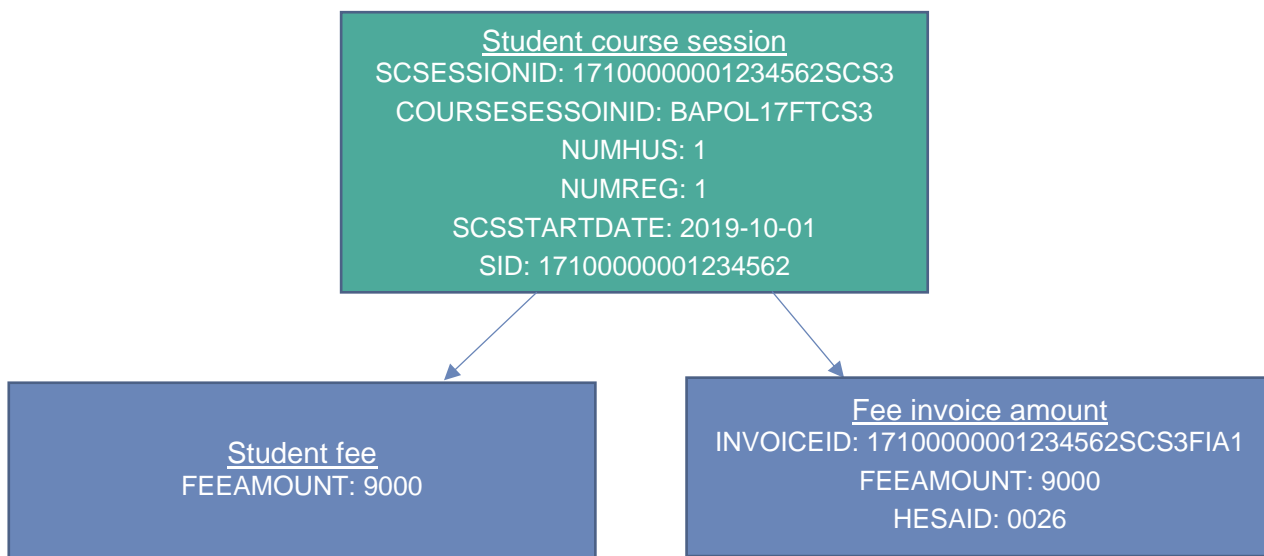 Student course session
SCSESSIONID: 17100000001234562SCS3
COURSESESSOINID: BAPOL17FTCS3
NUMHUS: 1
NUMREG: 1
SCSSTARTDATE: 2019-10-01
SID: 17100000001234562
Student fee
FEEAMOUNT: 9000
Fee invoice amount
INVOICEID: 17100000001234562SCS3FIA1
FEEAMOUNT: 9000
HESAID: 0026